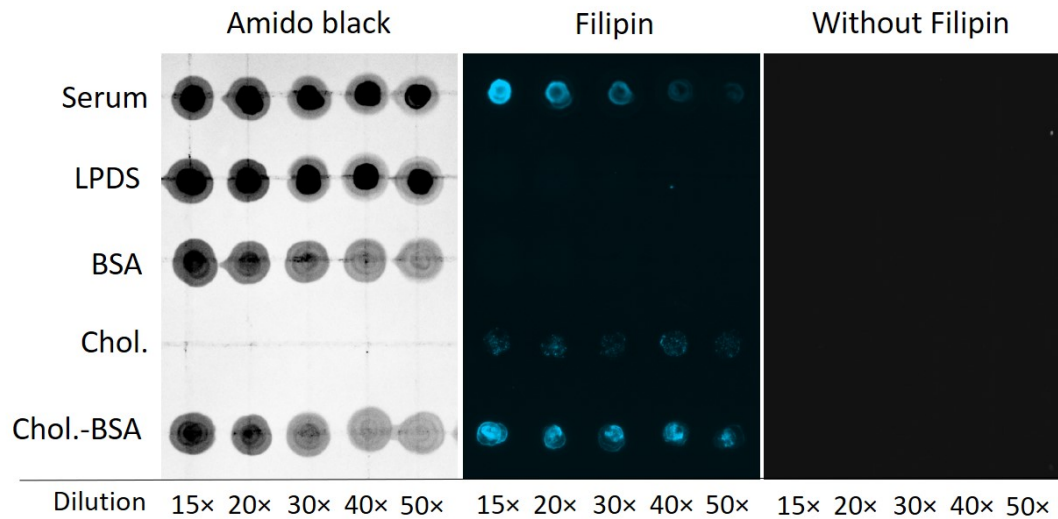 Amido black Filipin Without Filipin
Serum
LPDS
BSA
Chol.
Chol.-BSA
Dilution 15× 20× 30× 40× 50× 15× 20× 30× 40× 50× 15× 20× 30× 40× 50×